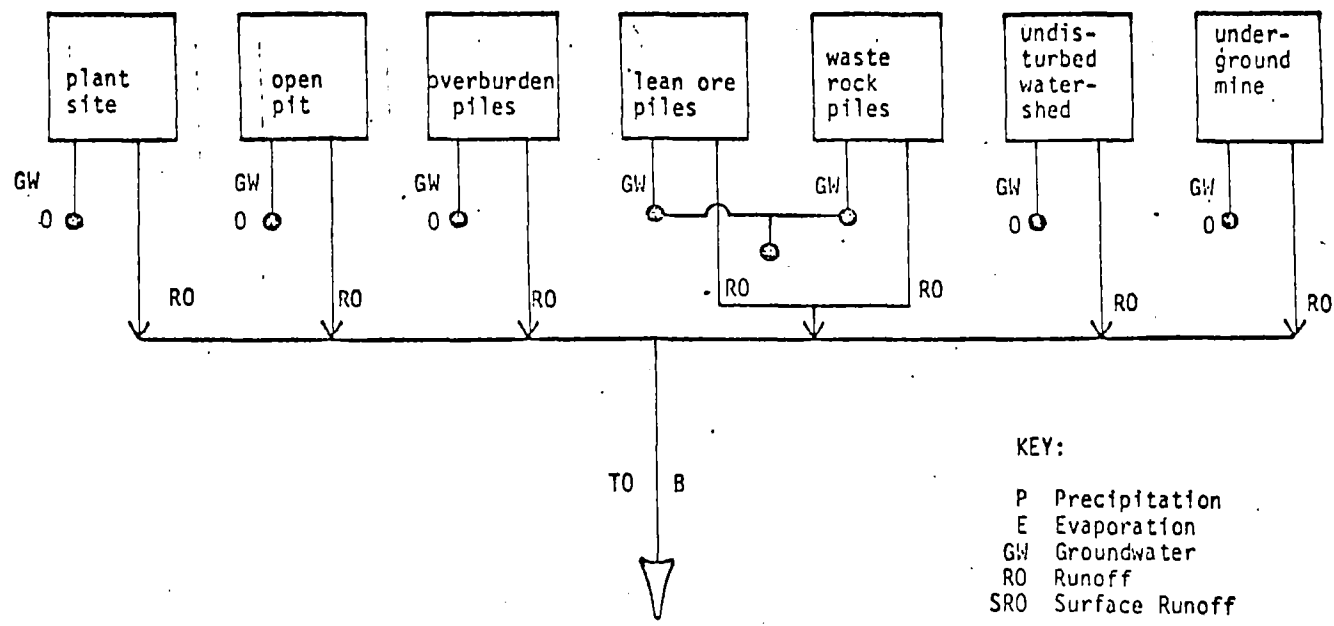 plant
site
open
pit
overburden
piles
lean ore
piles
waste
rock
piles
undis-
turbed
water-
shed
under-
ground
mine
GW
0
GW
0
GW
0
GW
GW
GW
0
GW
0
RO
RO
RO
RO
RO
RO
RO
TO B
KEY:
P Precipitation
E Evaporation
GW Groundwater
RO Runoff
SRO Surface Runoff